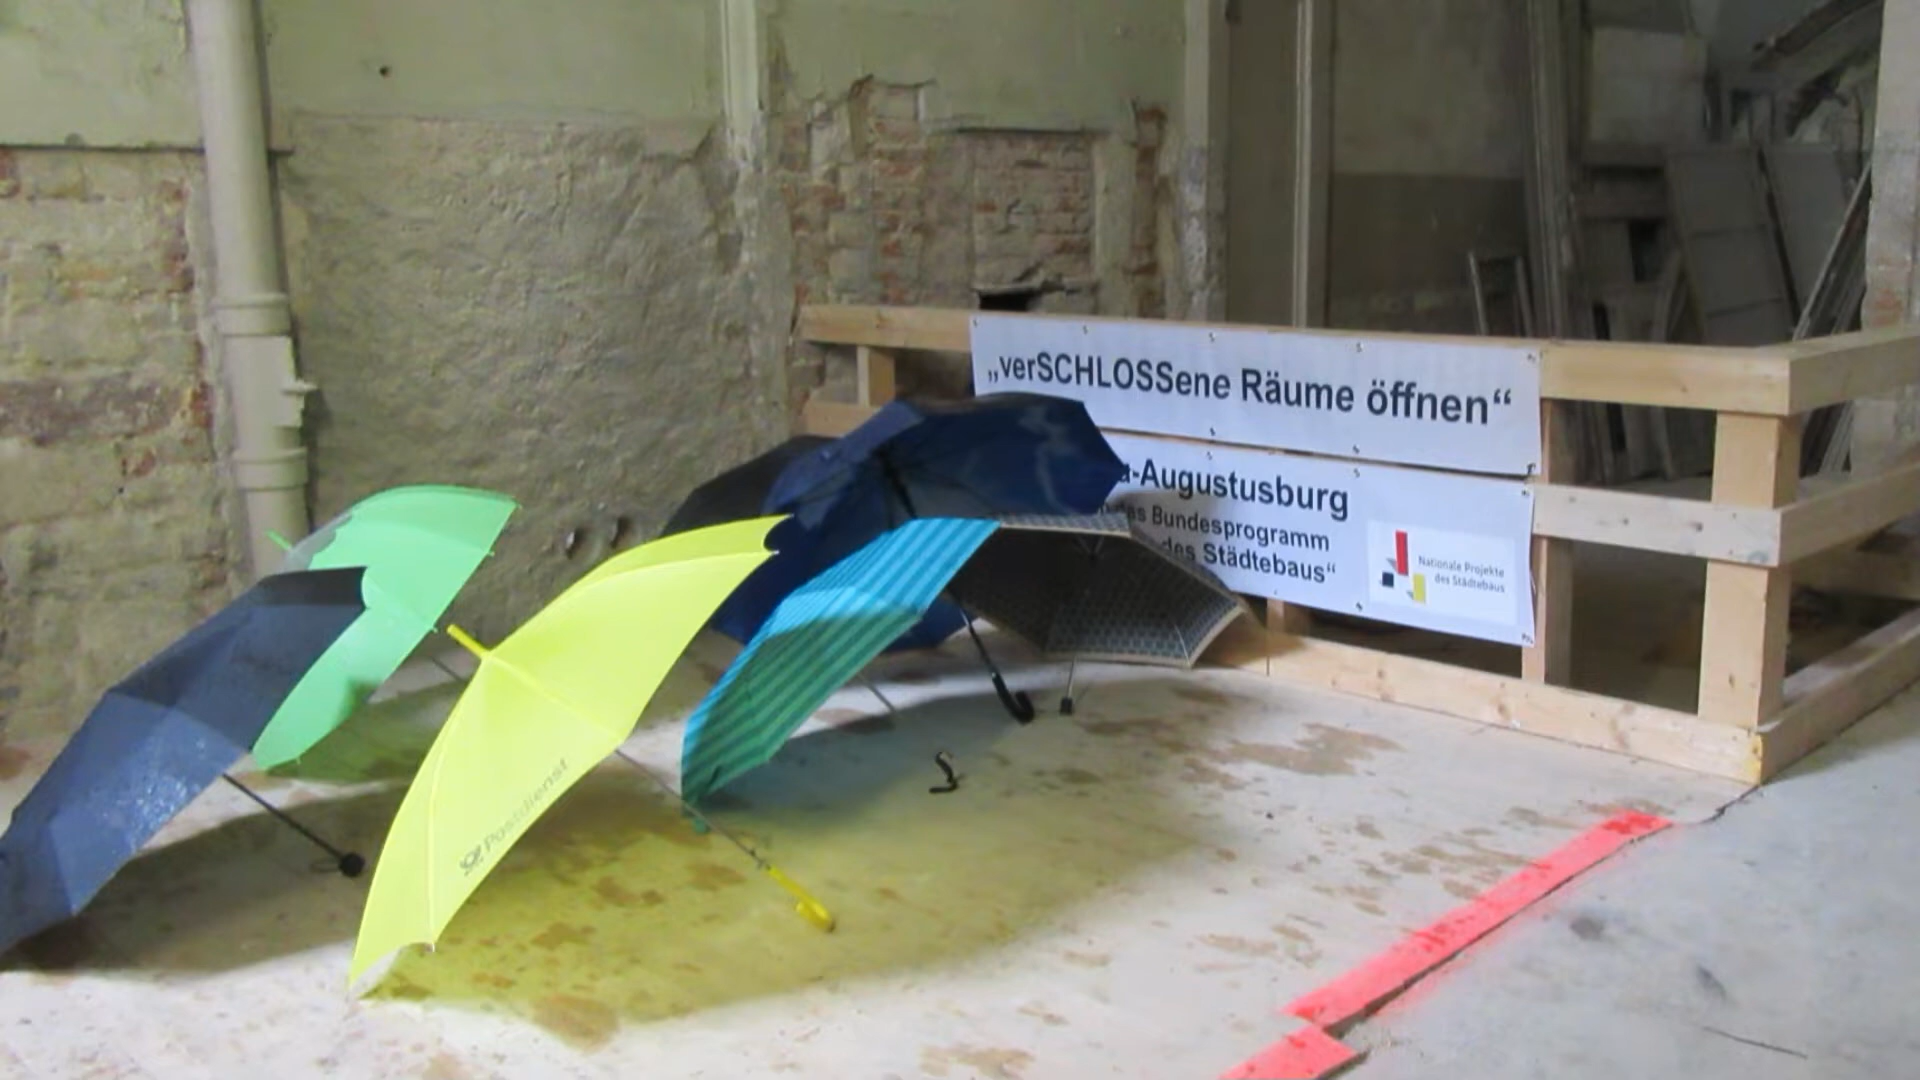 „verSCHLOSSene Räume öffnen“
-Augustusburg
das Bundesprogramm
des Städtebaus“
Nationale Projekte
des Städtebaus
Postdienst